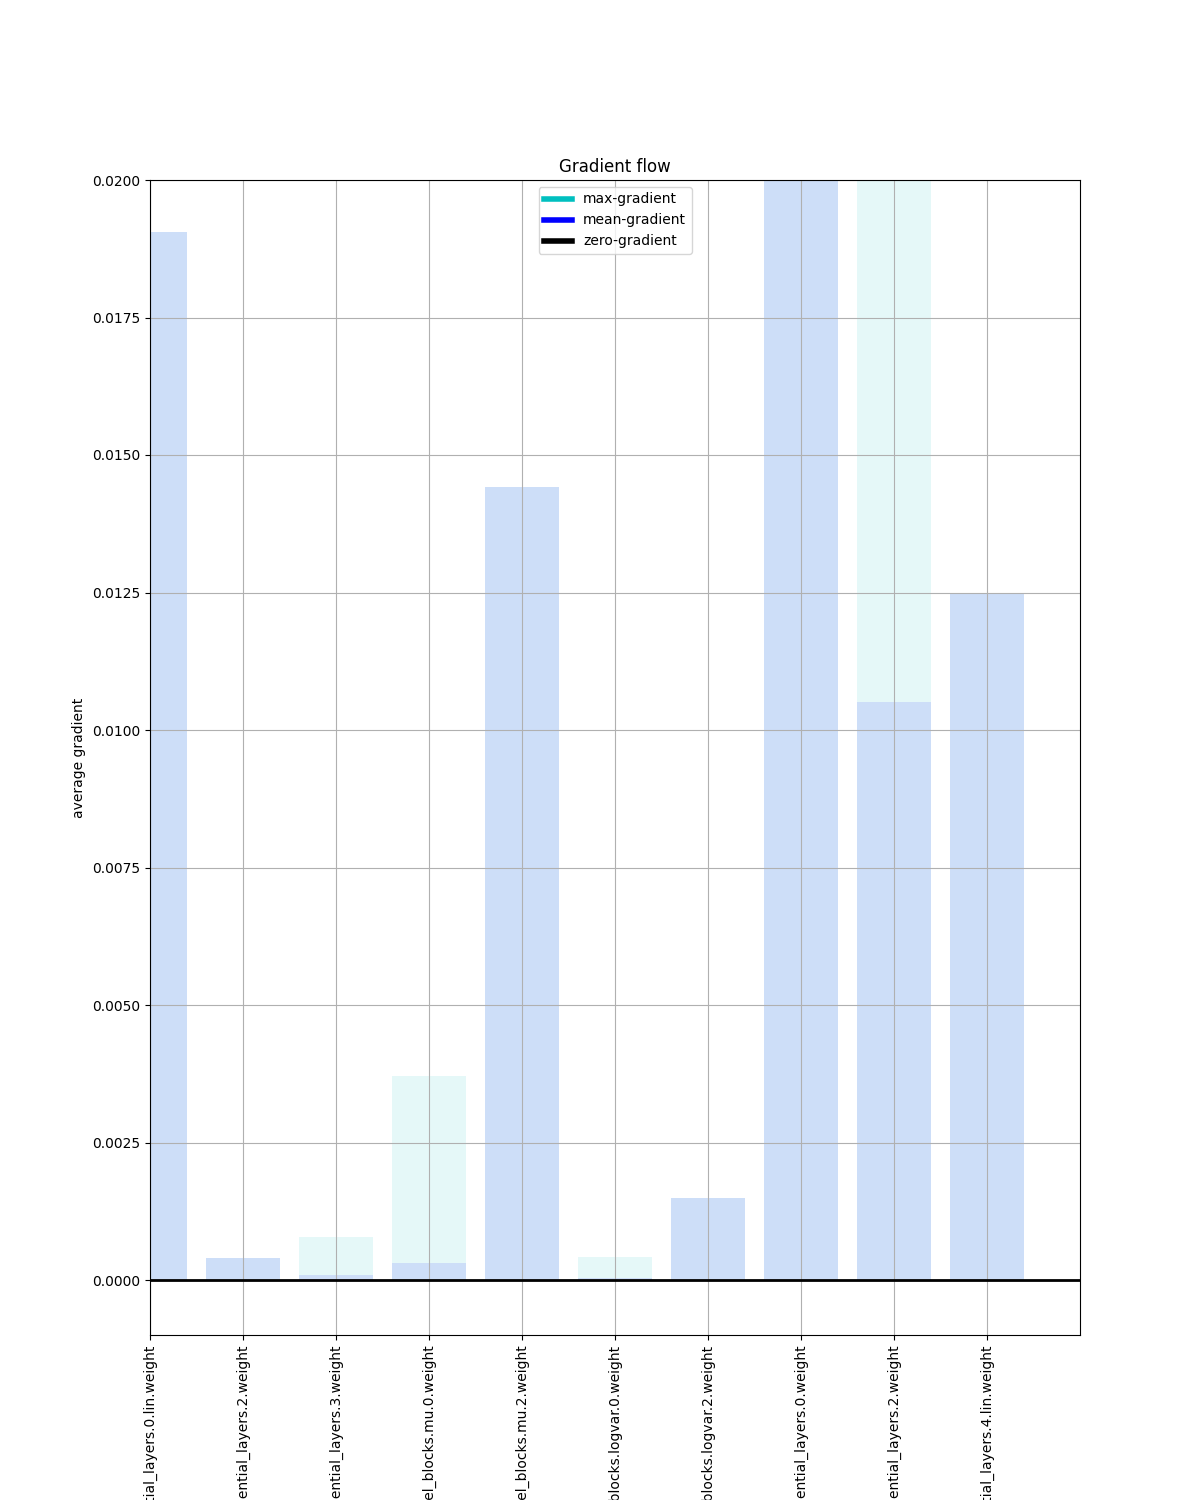 Gradient flow
max-gradient
mean-gradient
zero-gradient
0.0200
0.0175
0.0150
0.0125
0.0100
0.0075
0.0050
0.0025
0.0000
average gradient
tial_layers.0.lin.weight
ential_layers.2.weight
ential_layers.3.weight
el_blocks.mu.0.weight
el_blocks.mu.2.weight
blocks.logvar.0.weight
blocks.logvar.2.weight
ential_layers.0.weight
ential_layers.2.weight
tial_layers.4.lin.weight